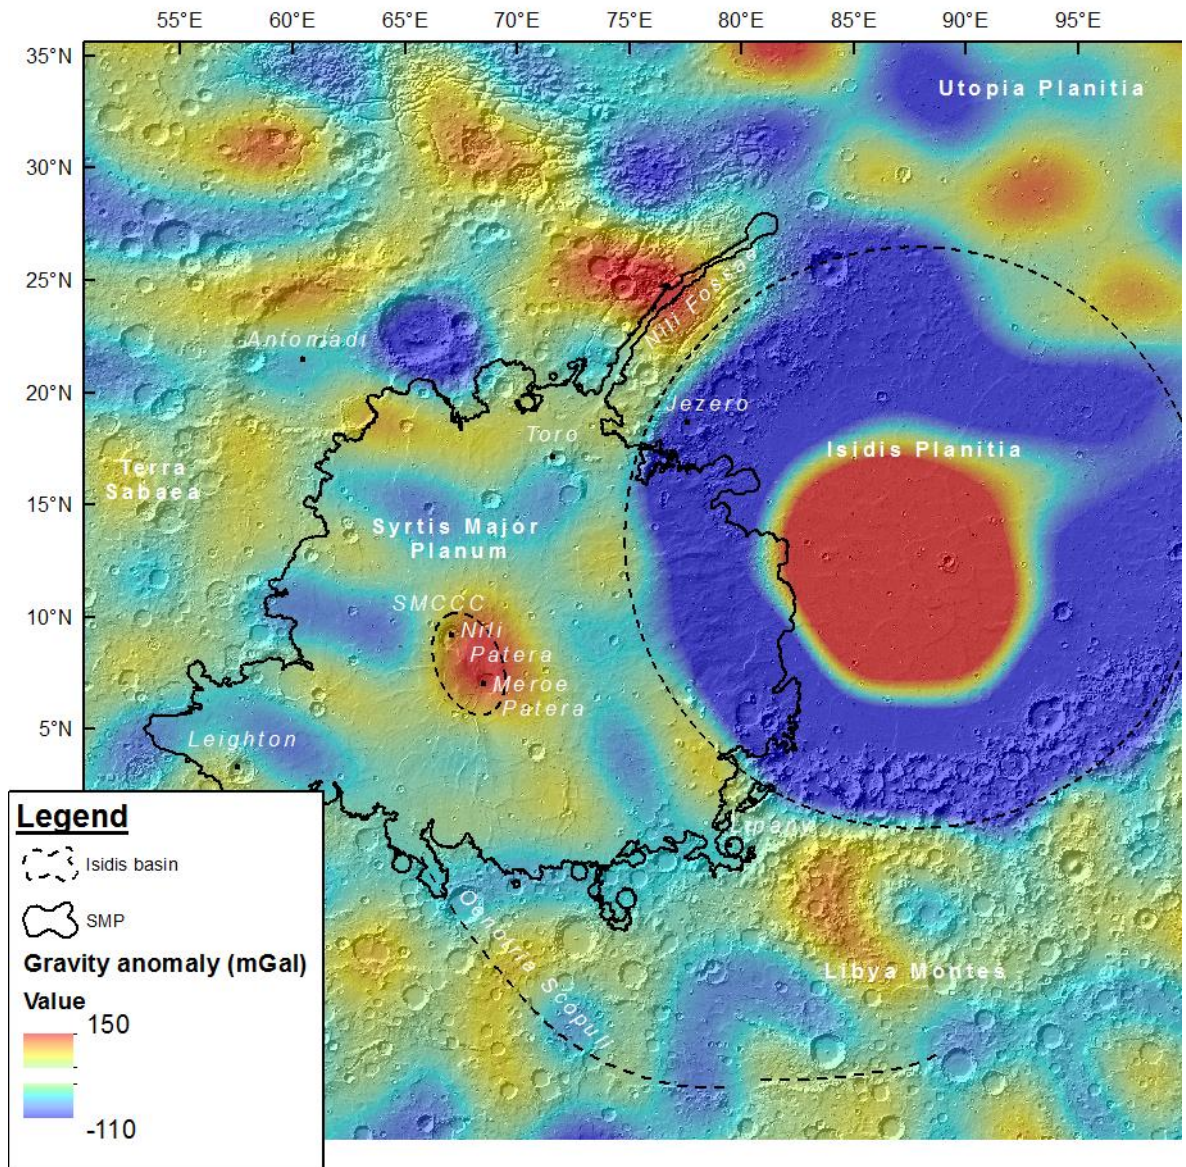 55°E 60°E 65°E 70°E 75°E 80°E 85°E 90°E 95°E
35°N
30°N
25°N
20°N
15°N
10°N
5°N
Utopia Planitia
Nili Fossae
Antoniadi
Jezero
Toro
Isidis Planitia
Terra
Sabaea
Syrtis Major
Planum
SMCCC
Nili
Patera
Meroe
Patera
Leighton
Oenotria Scopuli
Libya Montes
Legend
Isidis basin
SMP
Gravity anomaly (mGal)
Value
150
-110